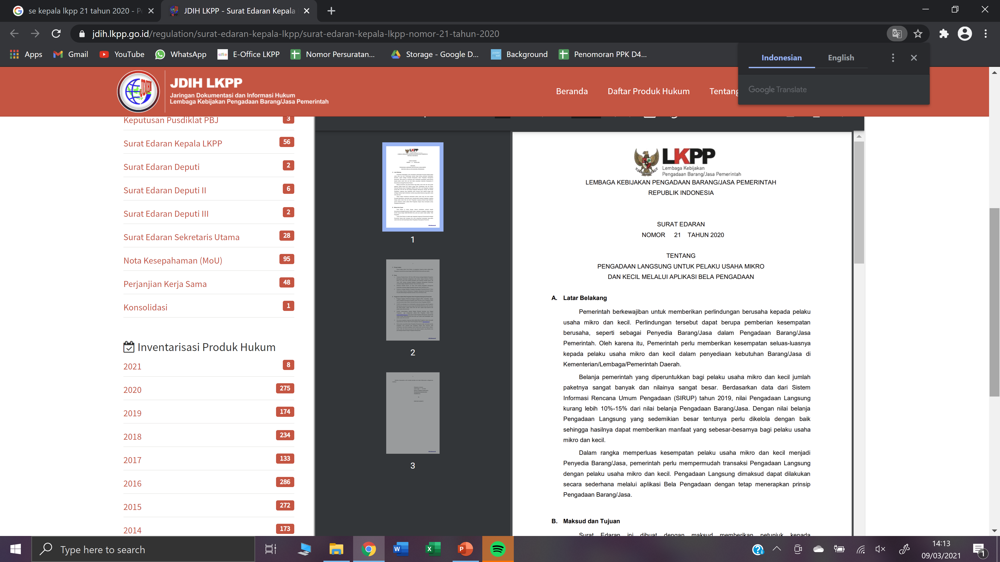 se kepala lkpp 21 tahun 2020 - Pe
JDIH LKPP - Surat Edaran Kepala
jdih.lkpp.go.id/regulation/surat-edaran-kepala-lkpp/surat-edaran-kepala-lkpp-nomor-21-tahun-2020
Apps
Gmail
YouTube
WhatsApp
E-Office LKPP
Nomor Persuratan...
Storage - Google D...
Background
Penomoran PPK D4...
Indonesian
English
Google Translate
JDIH LKPP
Jaringan Dokumentasi dan Informasi Hukum
Lembaga Kebijakan Pengadaan Barang/Jasa Pemerintah
Beranda
Daftar Produk Hukum
Tentang
Keputusan Pusdiklat PBJ 3
Surat Edaran Kepala LKPP 56
Surat Edaran Deputi 2
Surat Edaran Deputi II 6
Surat Edaran Deputi III 2
Surat Edaran Sekretaris Utama 28
Nota Kesepahaman (MoU) 95
Perjanjian Kerja Sama 48
Konsolidasi 1
Inventarisasi Produk Hukum
2021 8
2020 275
2019 174
2018 234
2017 133
2016 286
2015 272
2014 173
1
2
3
LKPP
Lembaga Kebijakan
Pengadaan Barang/Jasa Pemerintah
LEMBAGA KEBIJAKAN PENGADAAN BARANG/JASA PEMERINTAH
REPUBLIK INDONESIA
SURAT EDARAN
NOMOR 21 TAHUN 2020
TENTANG
PENGADAAN LANGSUNG UNTUK PELAKU USAHA MIKRO
DAN KECIL MELALUI APLIKASI BELA PENGADAAN
A. Latar Belakang
Pemerintah berkewajiban untuk memberikan perlindungan berusaha kepada pelaku
usaha mikro dan kecil. Perlindungan tersebut dapat berupa pemberian kesempatan
berusaha, seperti sebagai Penyedia Barang/Jasa dalam Pengadaan Barang/Jasa
Pemerintah. Oleh karena itu, Pemerintah perlu memberikan kesempatan seluas-luasnya
kepada pelaku usaha mikro dan kecil dalam penyediaan kebutuhan Barang/Jasa di
Kementerian/Lembaga/Pemerintah Daerah.
Belanja pemerintah yang diperuntukkan bagi pelaku usaha mikro dan kecil jumlah
paketnya sangat banyak dan nilainya sangat besar. Berdasarkan data dari Sistem
Informasi Rencana Umum Pengadaan (SIRUP) tahun 2019, nilai Pengadaan Langsung
kurang lebih 10%-15% dari nilai belanja Pengadaan Barang/Jasa. Dengan nilai belanja
Pengadaan Langsung yang sedemikian besar tentunya perlu dikelola dengan baik
sehingga hasilnya dapat memberikan manfaat yang sebesar-besarnya bagi pelaku usaha
mikro dan kecil.
Dalam rangka memperluas kesempatan pelaku usaha mikro dan kecil menjadi
Penyedia Barang/Jasa, pemerintah perlu mempermudah transaksi Pengadaan Langsung
dengan pelaku usaha mikro dan kecil. Pengadaan Langsung dimaksud dapat dilakukan
secara sederhana melalui aplikasi Bela Pengadaan dengan tetap menerapkan prinsip
Pengadaan Barang/Jasa.
B. Maksud dan Tujuan
Surat Edaran ini dibuat dengan maksud memberikan petunjuk kepada
Type here to search
14:13
09/03/2021
1